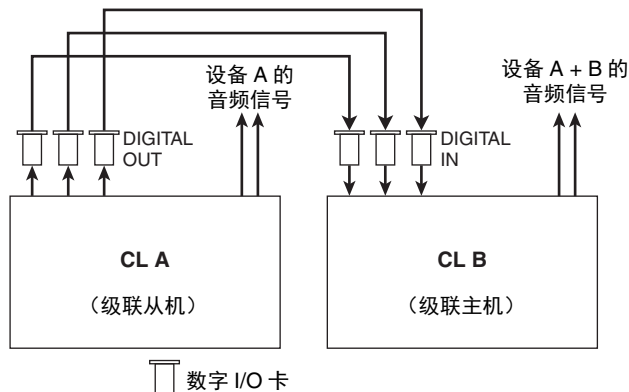 设备 A 的
音频信号
设备 A + B 的
音频信号
DIGITAL
OUT
DIGITAL
IN
CL A
（级联从机）
CL B
（级联主机）
数字 I/O 卡